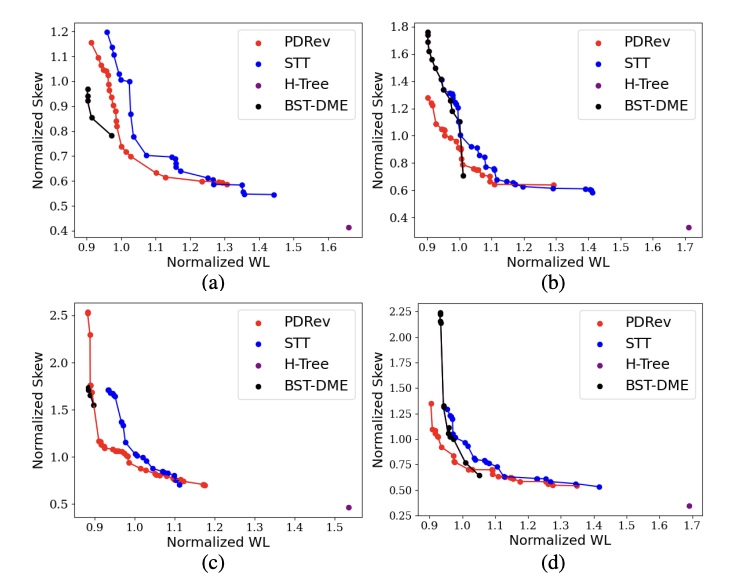 1.2
1.1
1.0
0.9
0.8
0.7
0.6
0.5
0.4
Normalized Skew
PDRev
STT
H-Tree
BST-DME
0.9 1.0 1.1 1.2 1.3 1.4 1.5 1.6
Normalized WL
(a)
1.8
1.6
1.4
1.2
1.0
0.8
0.6
0.4
Normalized Skew
PDRev
STT
H-Tree
BST-DME
0.9 1.0 1.1 1.2 1.3 1.4 1.5 1.6 1.7
Normalized WL
(b)
2.5
2.0
1.5
1.0
0.5
Normalized Skew
PDRev
STT
H-Tree
BST-DME
0.9 1.0 1.1 1.2 1.3 1.4 1.5
Normalized WL
(c)
2.25
2.00
1.75
1.50
1.25
1.00
0.75
0.50
0.25
Normalized Skew
PDRev
STT
H-Tree
BST-DME
0.9 1.0 1.1 1.2 1.3 1.4 1.5 1.6 1.7
Normalized WL
(d)